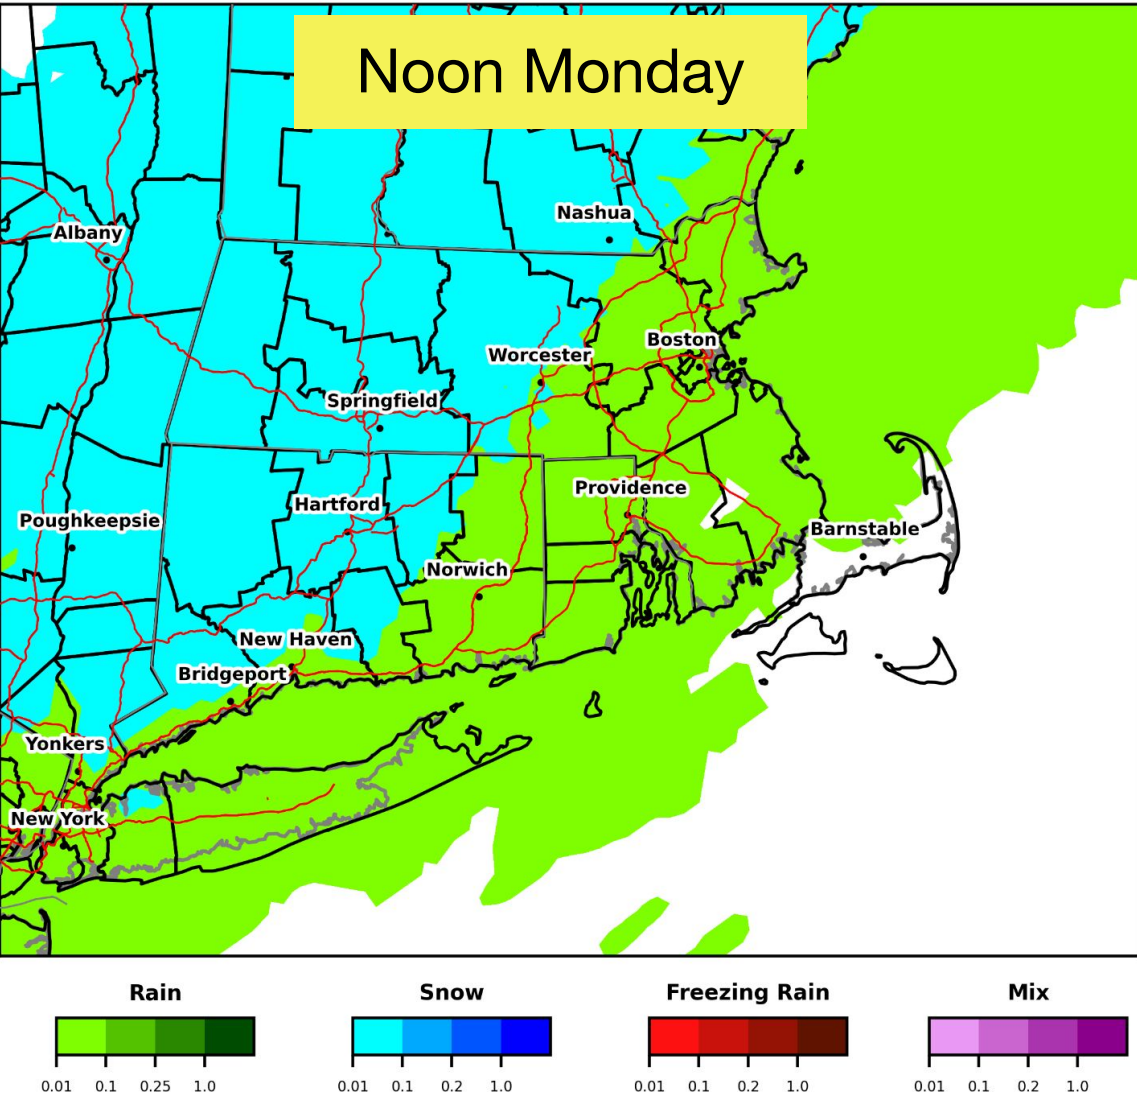 Noon Monday
Nashua
Albany
Boston
Worcester
Springfield
Providence
Hartford
Poughkeepsie
Barnstable
Norwich
New Haven
Bridgeport
Yonkers
New York
Rain Snow Freezing Rain Mix
0.01 0.1 0.25 1.0 0.01 0.1 0.2 1.0 0.01 0.1 0.2 1.0 0.01 0.1 0.2 1.0